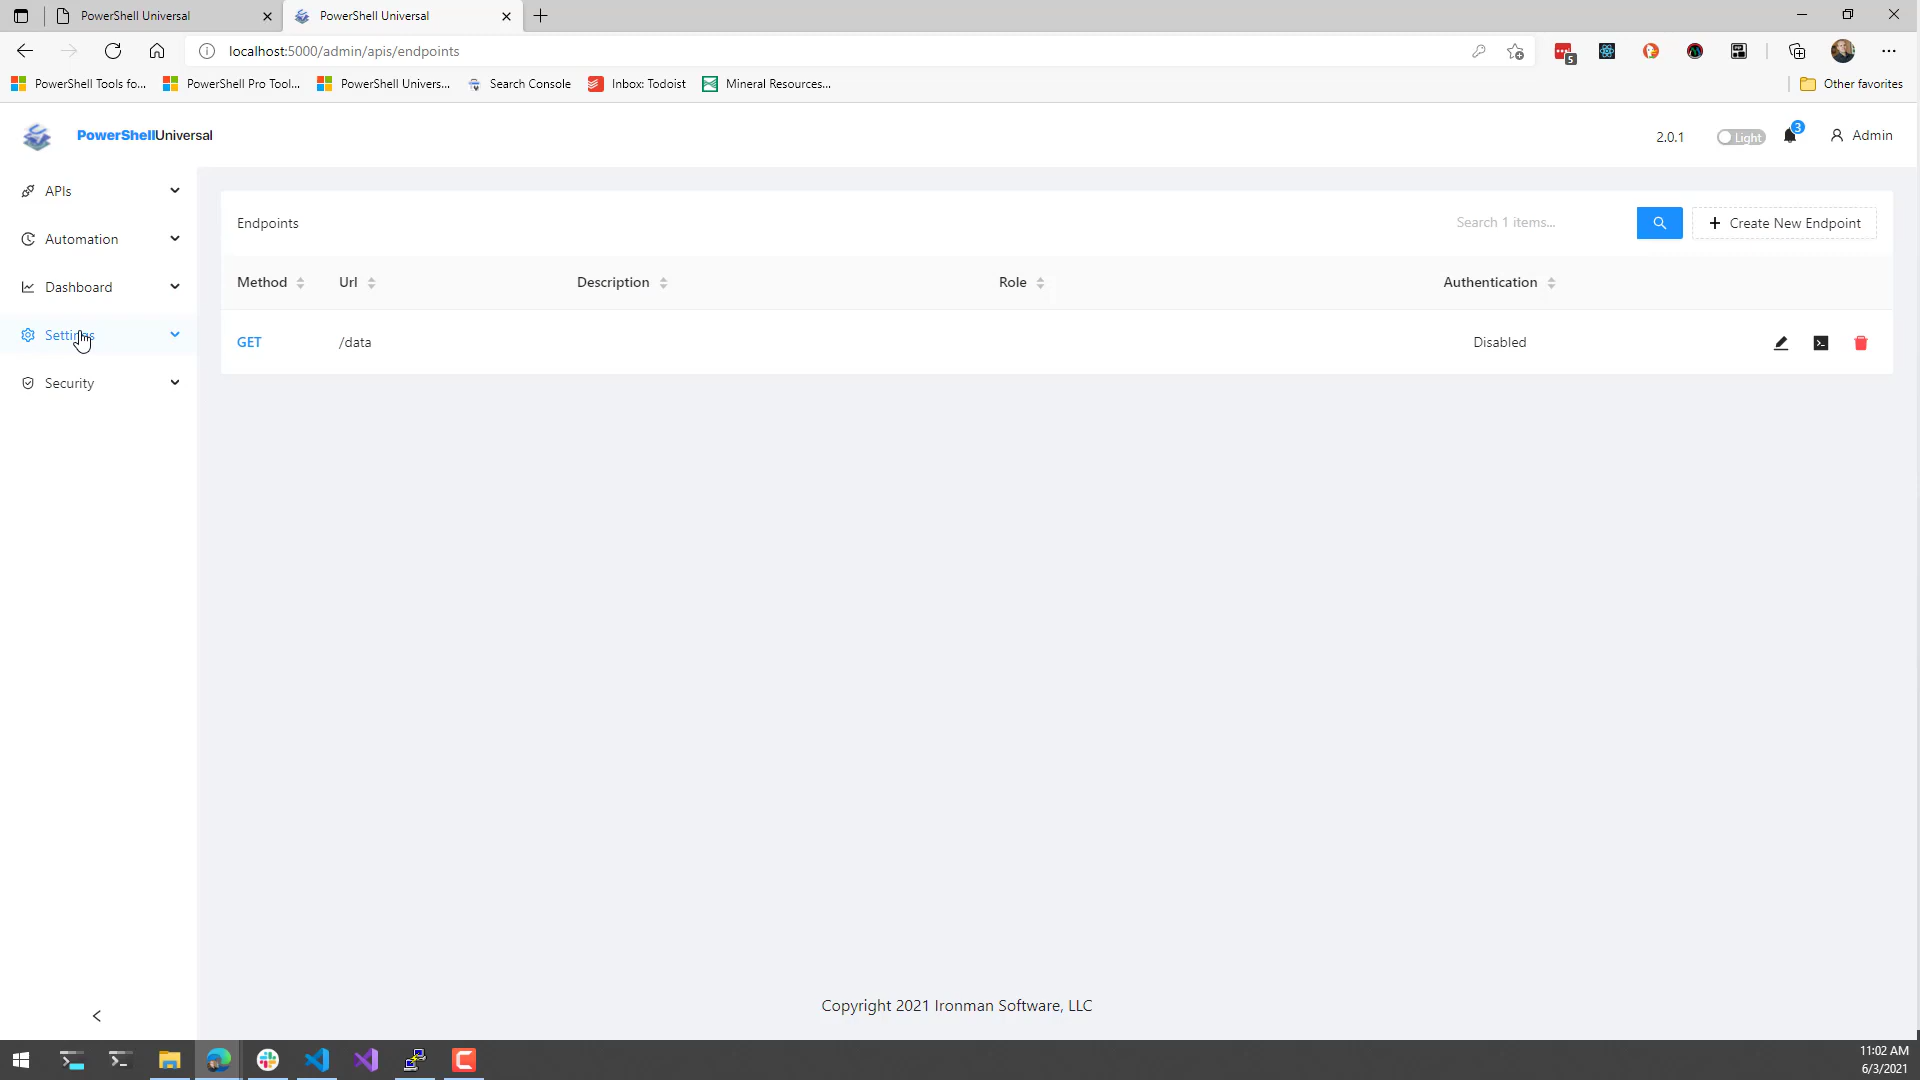 PowerShell Universal
PowerShell Universal
localhost:5000/admin/apis/endpoints
5
PowerShell Tools fo...
PowerShell Pro Tool...
PowerShell Univers...
Search Console
Inbox: Todoist
Mineral Resources...
Other favorites
PowerShellUniversal
2.0.1
Light
3
Admin
APIs
Automation
Dashboard
Settings
Security
Endpoints
Search 1 items...
Create New Endpoint
Method
Url
Description
Role
Authentication
GET
/data
Disabled
Copyright 2021 Ironman Software, LLC
11:02 AM
6/3/2021